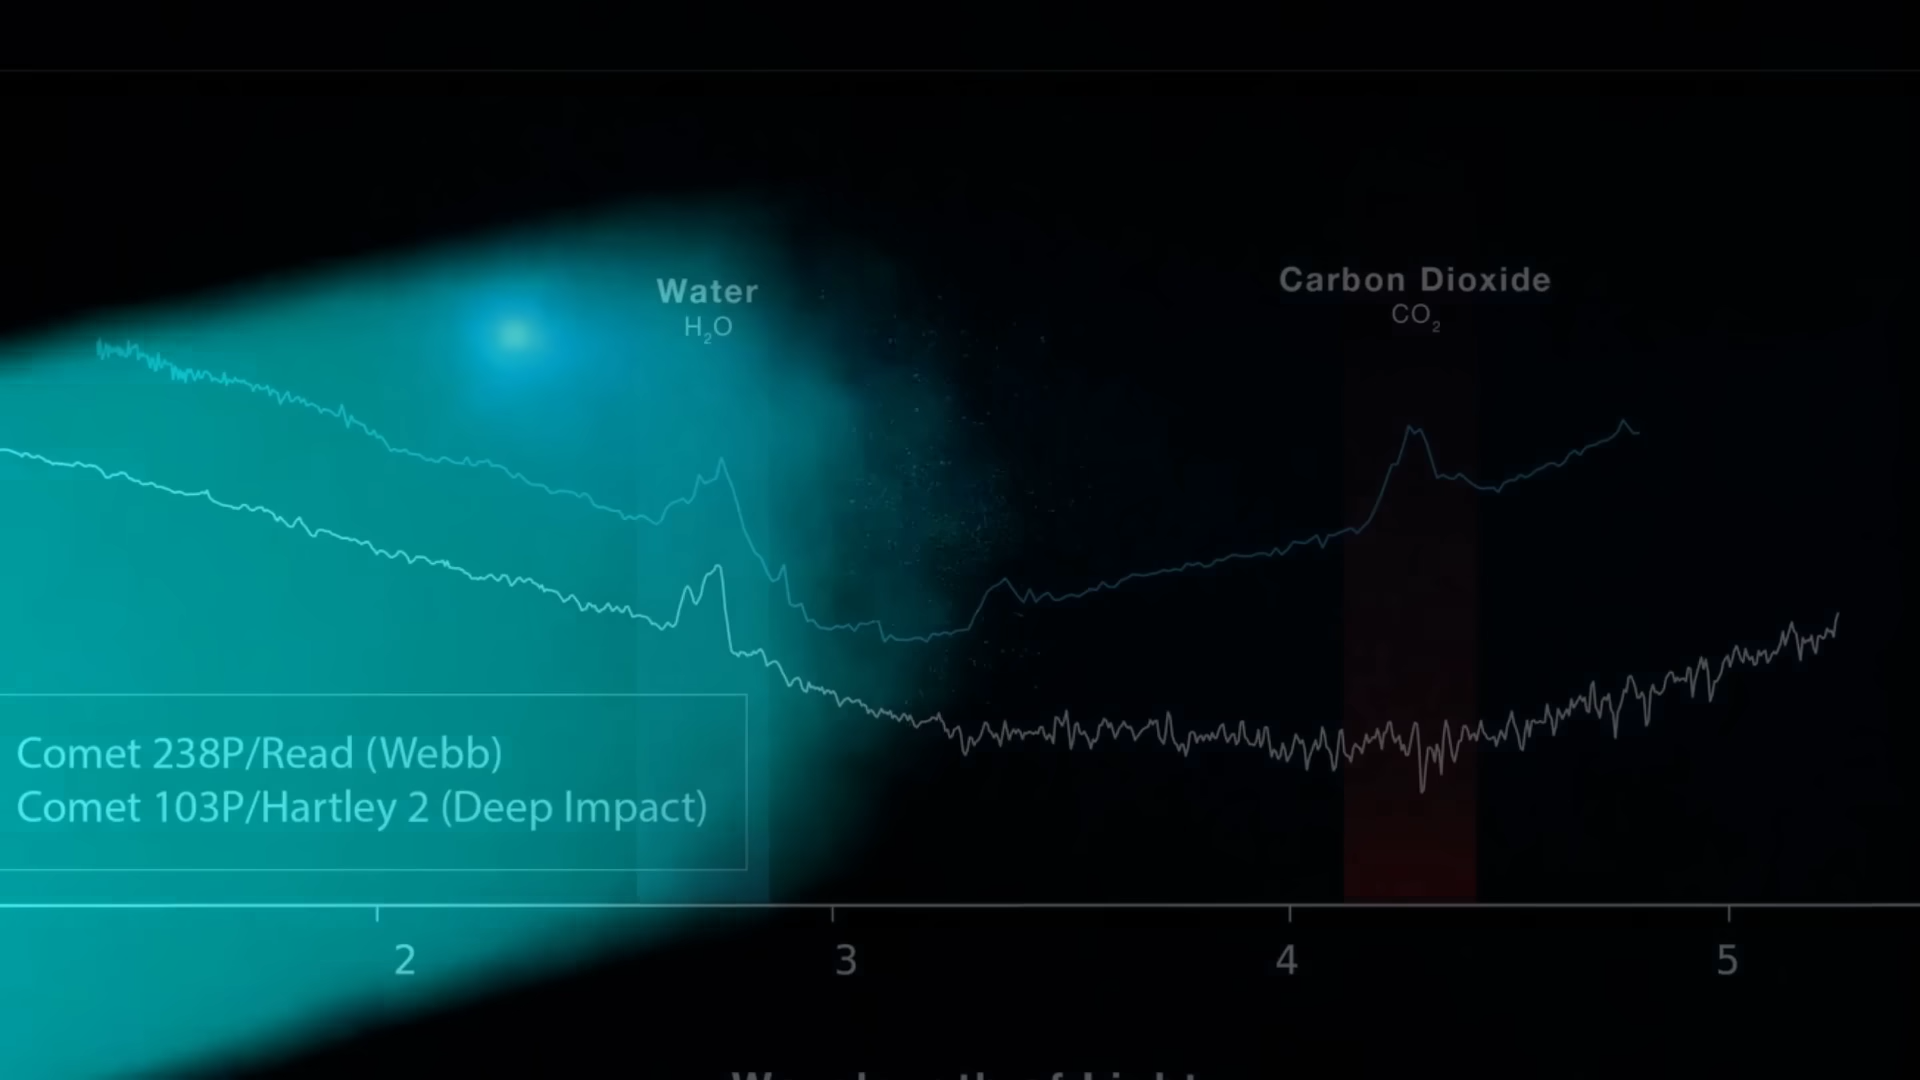 Water
H₂O
Carbon Dioxide
CO₂
Comet 238P/Read (Webb)
Comet 103P/Hartley 2 (Deep Impact)
2
3
4
5